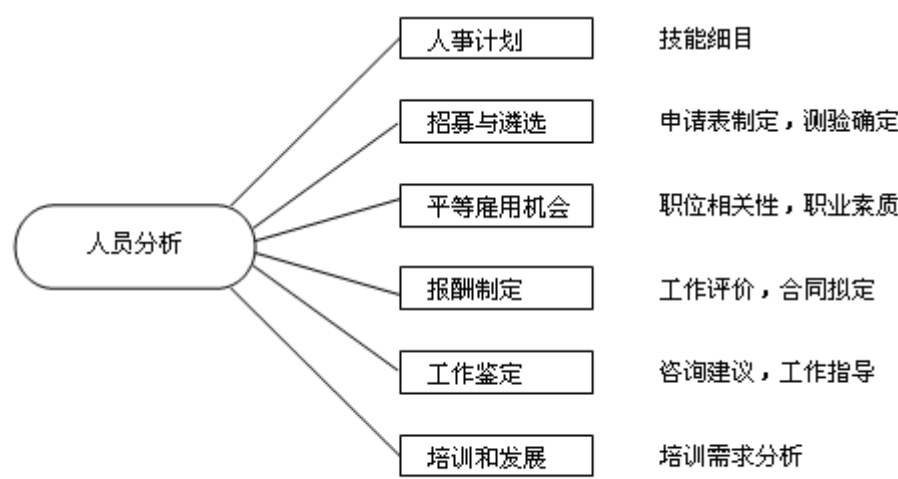 人事计划 技能细目
招募与遴选 申请表制定，测验确定
平等雇用机会 职位相关性，职业素质
人员分析
报酬制定 工作评价，合同拟定
工作鉴定 咨询建议，工作指导
培训和发展 培训需求分析